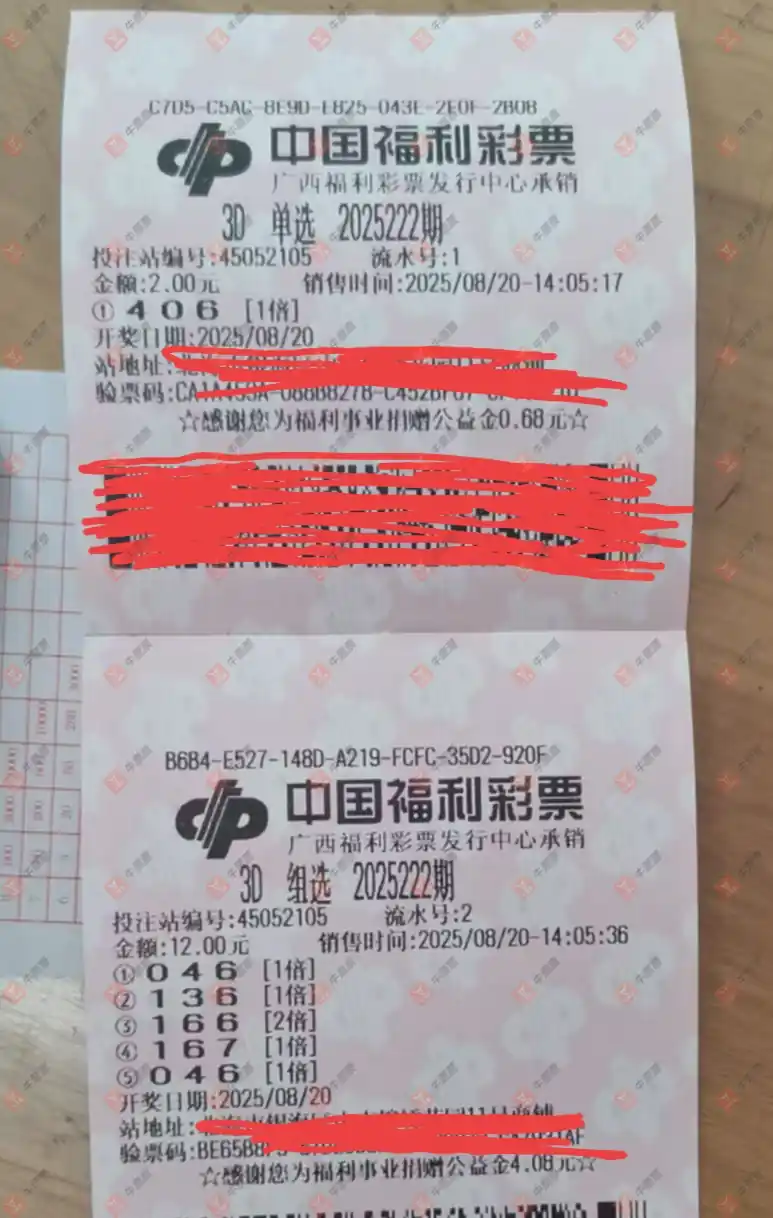 C7D5-C5AC-8E9D-E825-043E-2E0F-2B0B
中国福利彩票
广西福利彩票发行中心承销
3D 单选 2025222期
投注站编号:45052105 流水号:1
金额:2.00元 销售时间:2025/08/20-14:05:17
① 4 0 6 [1倍]
开奖日期:2025/08/20
站地址:
验票码:
☆感谢您为福利事业捐赠公益金0.68元☆
B6B4-E527-148D-A219-FCFC-35D2-920F
中国福利彩票
广西福利彩票发行中心承销
3D 组选 2025222期
投注站编号:45052105 流水号:2
金额:12.00元 销售时间:2025/08/20-14:05:36
① 0 4 6 [1倍]
② 1 3 6 [1倍]
③ 1 6 6 [2倍]
④ 1 6 7 [1倍]
⑤ 0 4 6 [1倍]
开奖日期:2025/08/20
站地址:
验票码:BE65B8
☆感谢您为福利事业捐赠公益金4.08元☆